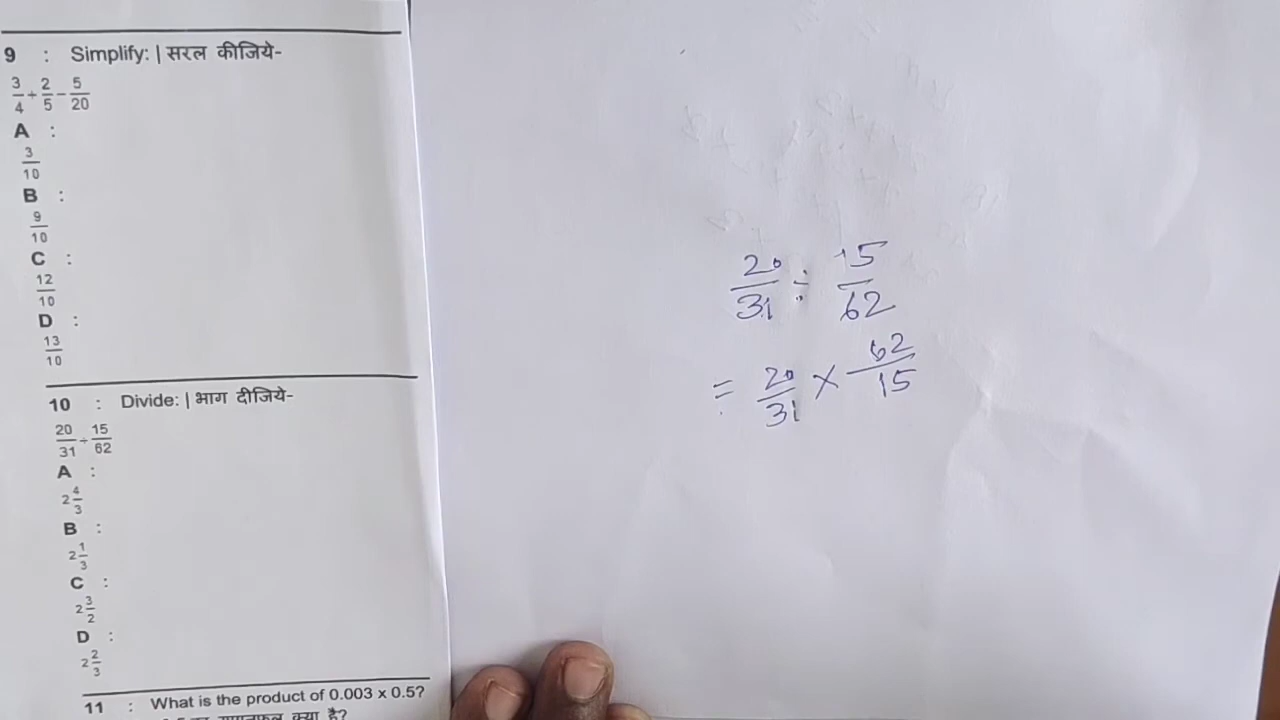 9 : Simplify: | सरल कीजिये-
3/4 + 2/5 - 5/20
A :
3/10
B :
9/10
C :
12/10
D :
13/10
10 : Divide: | भाग दीजिये-
20/31 ÷ 15/62
A :
2 4/3
B :
2 1/3
C :
2 3/2
D :
2 2/3
11 : What is the product of 0.003 x 0.5?
क्या है?
20/31 ÷ 15/62
= 20/31 × 62/15